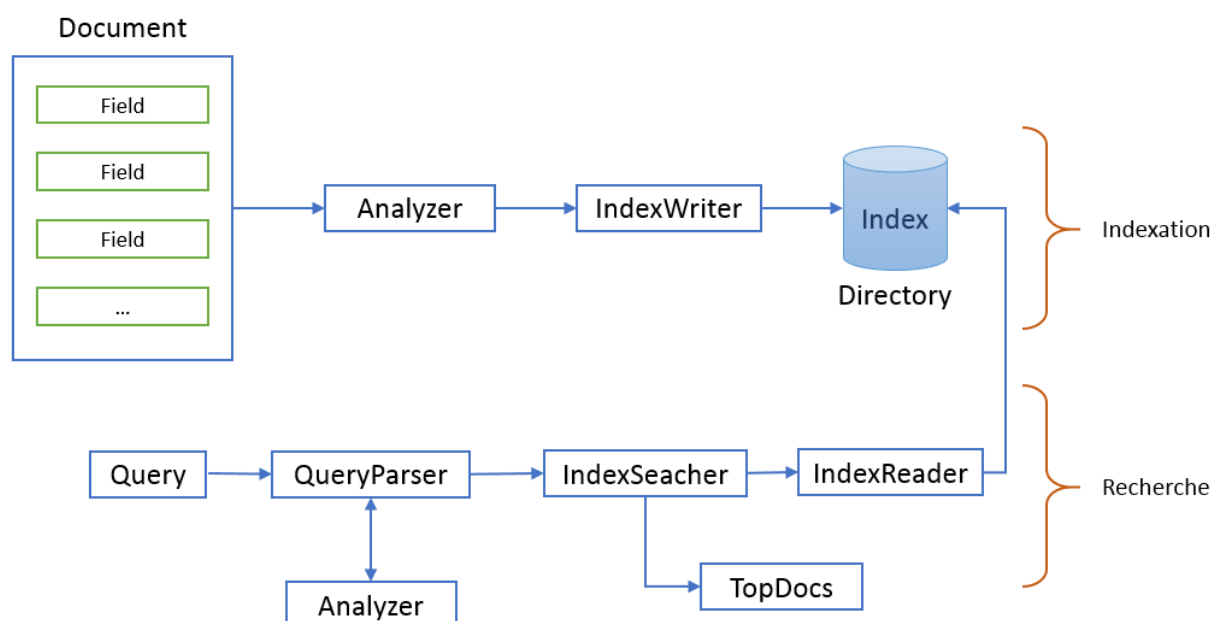 Document
Field
Field
Field
...
Analyzer
IndexWriter
Index
Directory
Indexation
Query
QueryParser
IndexSeacher
IndexReader
Recherche
Analyzer
TopDocs